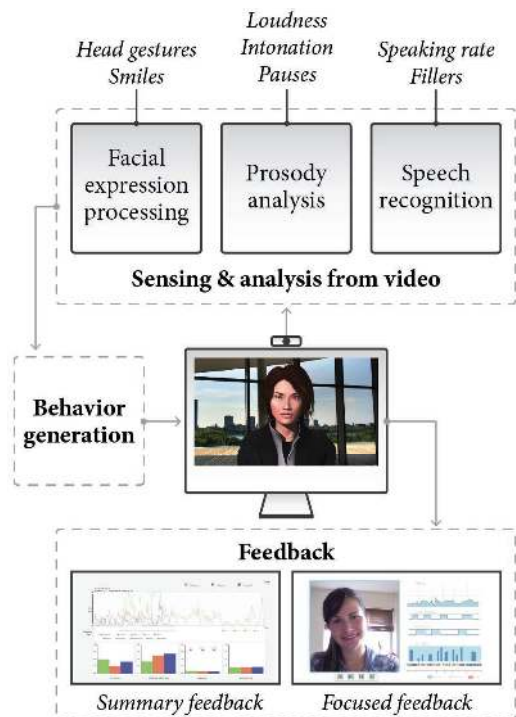 Head gestures
Smiles
Loudness
Intonation
Pauses
Speaking rate
Fillers
Facial
expression
processing
Prosody
analysis
Speech
recognition
Sensing & analysis from video
Behavior
generation
Feedback
Summary feedback
Focused feedback